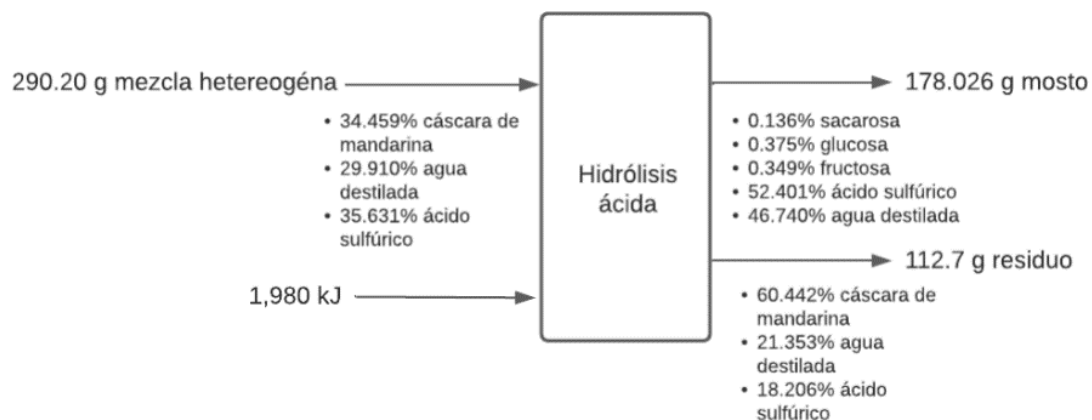 290.20 g mezcla hetereogéna
• 34.459% cáscara de
mandarina
• 29.910% agua
destilada
• 35.631% ácido
sulfúrico
1,980 kJ
Hidrólisis
ácida
178.026 g mosto
• 0.136% sacarosa
• 0.375% glucosa
• 0.349% fructosa
• 52.401% ácido sulfúrico
• 46.740% agua destilada
112.7 g residuo
• 60.442% cáscara de
mandarina
• 21.353% agua
destilada
• 18.206% ácido
sulfúrico